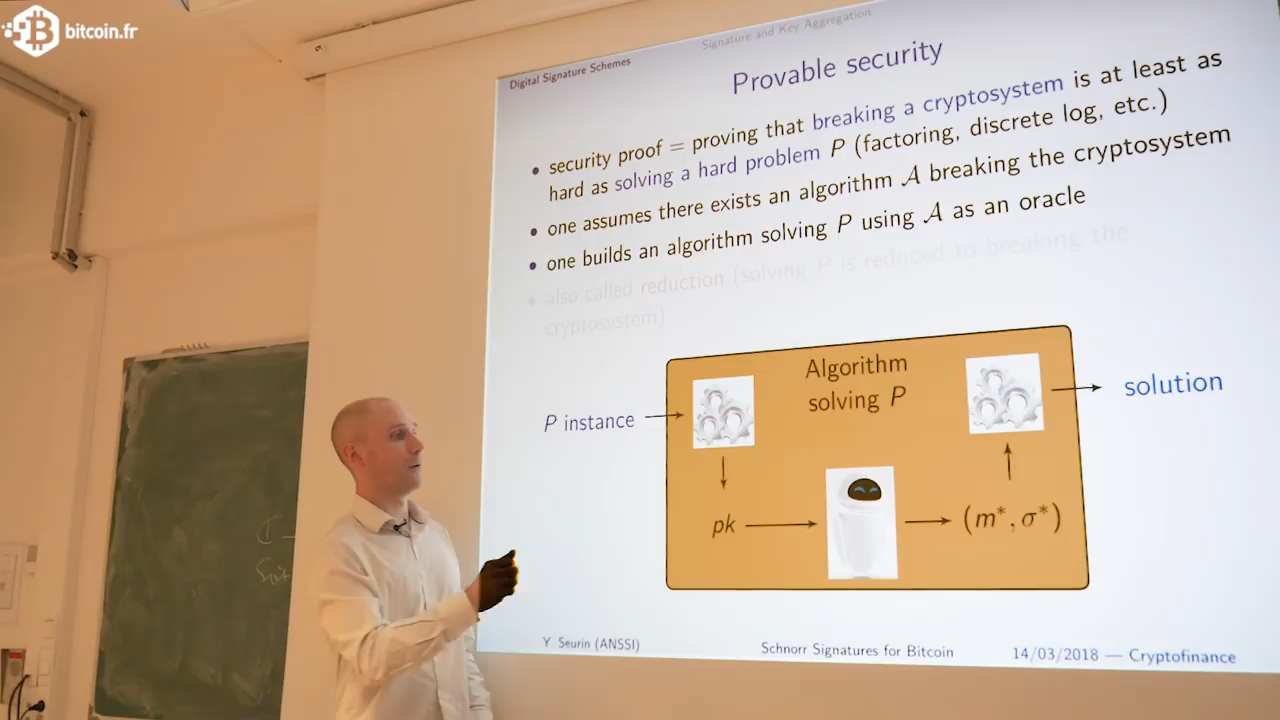 bitcoin.fr
Signature and Key Aggregation
Digital Signature Schemes
Provable security
• security proof = proving that breaking a cryptosystem is at least as
hard as solving a hard problem P (factoring, discrete log, etc.)
• one assumes there exists an algorithm 𝒜 breaking the cryptosystem
• one builds an algorithm solving P using 𝒜 as an oracle
• also called reduction (solving P is reduced to breaking the
cryptosystem)
Algorithm
solving P
P instance
solution
pk
(m*, σ*)
Y. Seurin (ANSSI)
Schnorr Signatures for Bitcoin
14/03/2018 — Cryptofinance